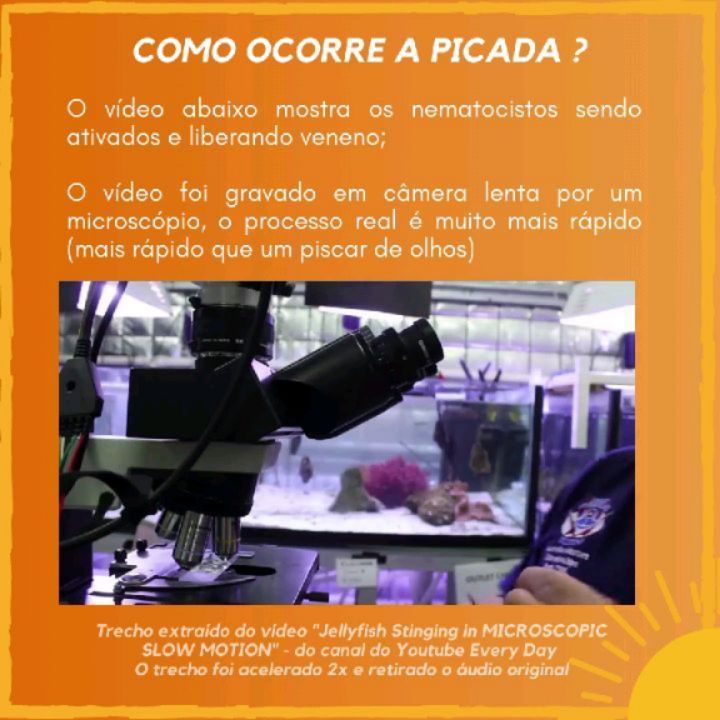 COMO OCORRE A PICADA ?
O vídeo abaixo mostra os nematocistos sendo
ativados e liberando veneno;
O vídeo foi gravado em câmera lenta por um
microscópio, o processo real é muito mais rápido
(mais rápido que um piscar de olhos)
Trecho extraído do vídeo "Jellyfish Stinging in MICROSCOPIC
SLOW MOTION" - do canal do Youtube Every Day
O trecho foi acelerado 2x e retirado o áudio original